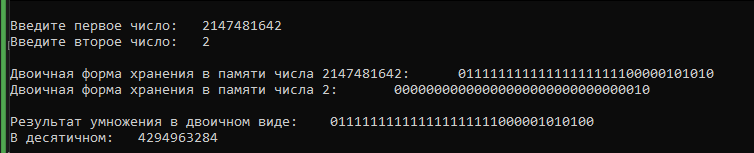 Введите первое число: 2147481642
Введите второе число: 2
Двоичная форма хранения в памяти числа 2147481642: 01111111111111111111100000101010
Двоичная форма хранения в памяти числа 2: 00000000000000000000000000000010
Результат умножения в двоичном виде: 011111111111111111111000001010100
В десятичном: 4294963284